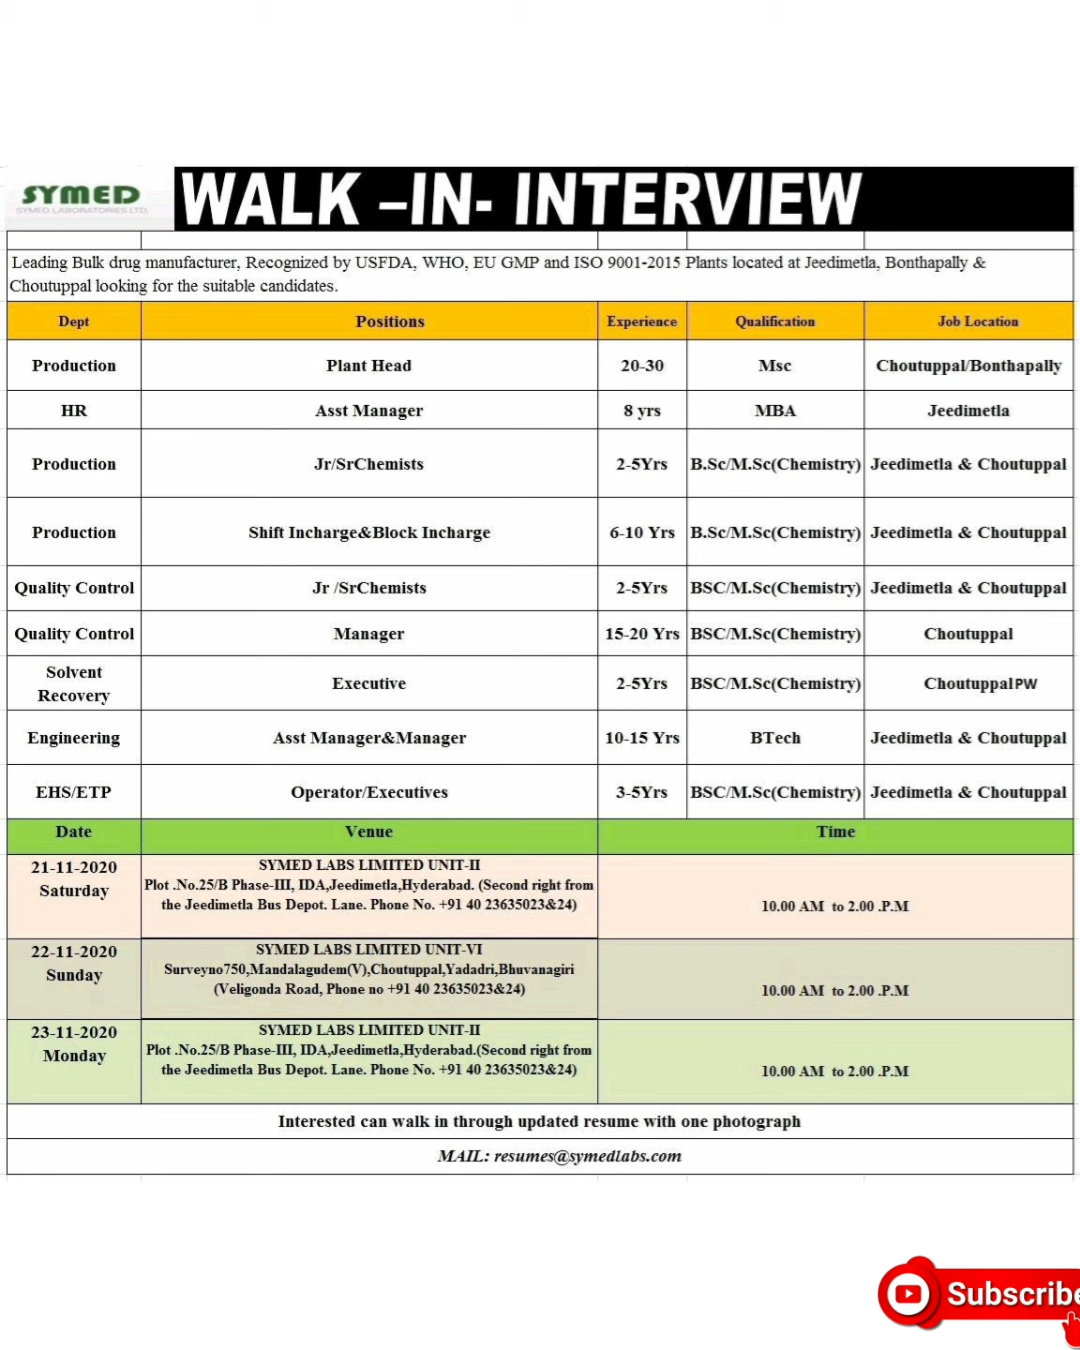 SYMED
SYMED LABORATORIES LTD.
WALK –IN- INTERVIEW
Leading Bulk drug manufacturer, Recognized by USFDA, WHO, EU GMP and ISO 9001-2015 Plants located at Jeedimetla, Bonthapally &
Choutuppal looking for the suitable candidates.
Dept Positions Experience Qualification Job Location
Production Plant Head 20-30 Msc Choutuppal/Bonthapally
HR Asst Manager 8 yrs MBA Jeedimetla
Production Jr/SrChemists 2-5Yrs B.Sc/M.Sc(Chemistry) Jeedimetla & Choutuppal
Production Shift Incharge&Block Incharge 6-10 Yrs B.Sc/M.Sc(Chemistry) Jeedimetla & Choutuppal
Quality Control Jr /SrChemists 2-5Yrs BSC/M.Sc(Chemistry) Jeedimetla & Choutuppal
Quality Control Manager 15-20 Yrs BSC/M.Sc(Chemistry) Choutuppal
Solvent
Recovery Executive 2-5Yrs BSC/M.Sc(Chemistry) ChoutuppalPW
Engineering Asst Manager&Manager 10-15 Yrs BTech Jeedimetla & Choutuppal
EHS/ETP Operator/Executives 3-5Yrs BSC/M.Sc(Chemistry) Jeedimetla & Choutuppal
Date Venue Time
21-11-2020
Saturday
SYMED LABS LIMITED UNIT-II
Plot .No.25/B Phase-III, IDA,Jeedimetla,Hyderabad. (Second right from
the Jeedimetla Bus Depot. Lane. Phone No. +91 40 23635023&24)
10.00 AM to 2.00 .P.M
22-11-2020
Sunday
SYMED LABS LIMITED UNIT-VI
Surveyno750,Mandalagudem(V),Choutuppal,Yadadri,Bhuvanagiri
(Veligonda Road, Phone no +91 40 23635023&24)
10.00 AM to 2.00 .P.M
23-11-2020
Monday
SYMED LABS LIMITED UNIT-II
Plot .No.25/B Phase-III, IDA,Jeedimetla,Hyderabad.(Second right from
the Jeedimetla Bus Depot. Lane. Phone No. +91 40 23635023&24)
10.00 AM to 2.00 .P.M
Interested can walk in through updated resume with one photograph
MAIL: resumes@symedlabs.com
Subscribe